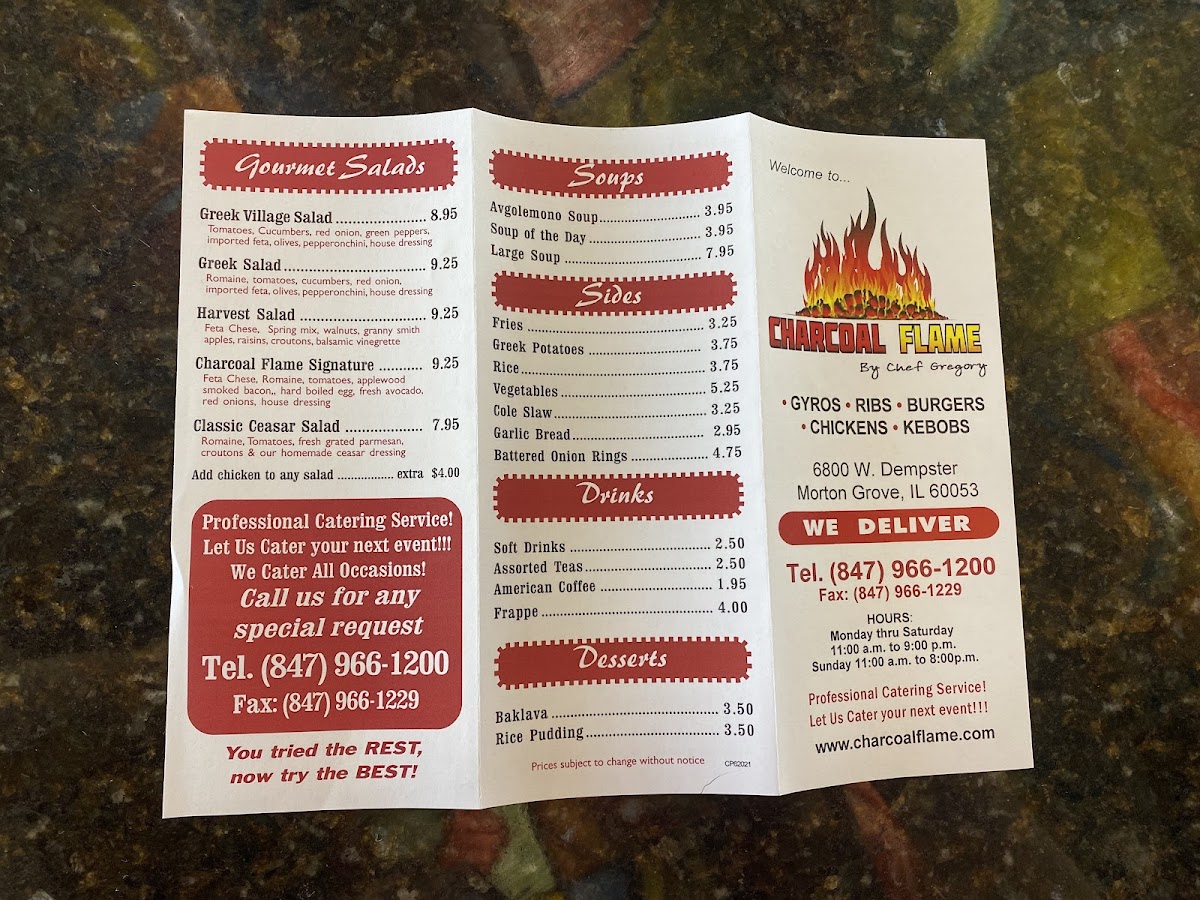 Gourmet Salads
Greek Village Salad ...................... 8.95
Tomatoes, Cucumbers, red onion, green peppers,
imported feta, olives, pepperonchini, house dressing
Greek Salad ................................. 9.25
Romaine, tomatoes, cucumbers, red onion,
imported feta, olives, pepperonchini, house dressing
Harvest Salad .............................. 9.25
Feta Chese, Spring mix, walnuts, granny smith
apples, raisins, croutons, balsamic vinegrette
Charcoal Flame Signature .......... 9.25
Feta Chese, Romaine, tomatoes, applewood
smoked bacon,, hard boiled egg, fresh avocado,
red onions, house dressing
Classic Ceasar Salad .................. 7.95
Romaine, Tomatoes, fresh grated parmesan,
croutons & our homemade ceasar dressing
Add chicken to any salad ................. extra $4.00
Professional Catering Service!
Let Us Cater your next event!!!
We Cater All Occasions!
Call us for any
special request
Tel. (847) 966-1200
Fax: (847) 966-1229
You tried the REST,
now try the BEST!
Soups
Avgolemono Soup........................ 3.95
Soup of the Day .......................... 3.95
Large Soup ................................ 7.95
Sides
Fries .......................................... 3.25
Greek Potatoes ........................... 3.75
Rice............................................ 3.75
Vegetables .................................. 5.25
Cole Slaw.................................... 3.25
Garlic Bread................................ 2.95
Battered Onion Rings ................... 4.75
Drinks
Soft Drinks ................................. 2.50
Assorted Teas.............................. 2.50
American Coffee .......................... 1.95
Frappe ........................................ 4.00
Desserts
Baklava ....................................... 3.50
Rice Pudding................................ 3.50
Prices subject to change without notice CP62021
Welcome to...
CHARCOAL FLAME
By Chef Gregory
• GYROS • RIBS • BURGERS
• CHICKENS • KEBOBS
6800 W. Dempster
Morton Grove, IL 60053
WE DELIVER
Tel. (847) 966-1200
Fax: (847) 966-1229
HOURS:
Monday thru Saturday
11:00 a.m. to 9:00 p.m.
Sunday 11:00 a.m. to 8:00p.m.
Professional Catering Service!
Let Us Cater your next event!!!
www.charcoalflame.com